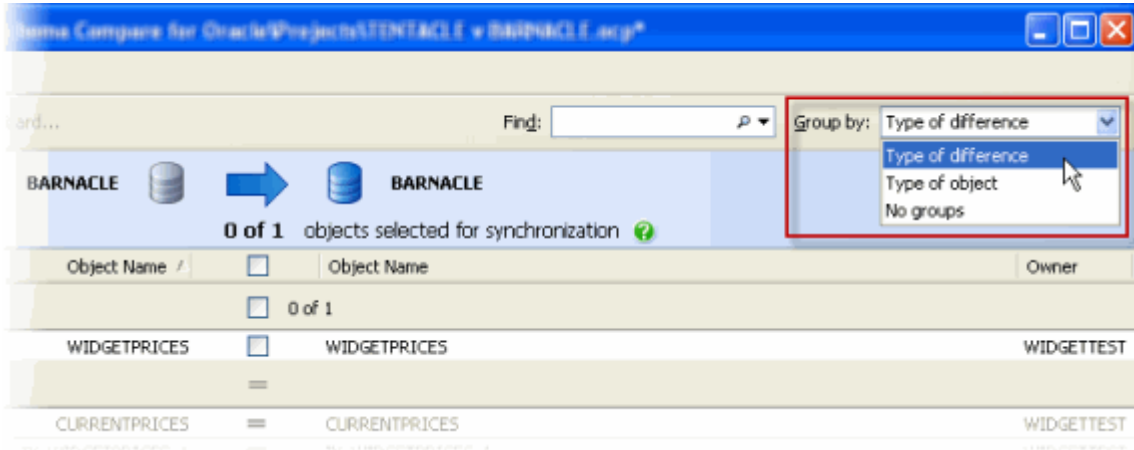 Find:
Group by: Type of difference
Type of difference
Type of object
No groups
BARNACLE
BARNACLE
0 of 1 objects selected for synchronization
Object Name
Object Name
Owner
0 of 1
WIDGETPRICES
WIDGETPRICES
WIDGETTEST
=
CURRENTPRICES = CURRENTPRICES
WIDGETTEST